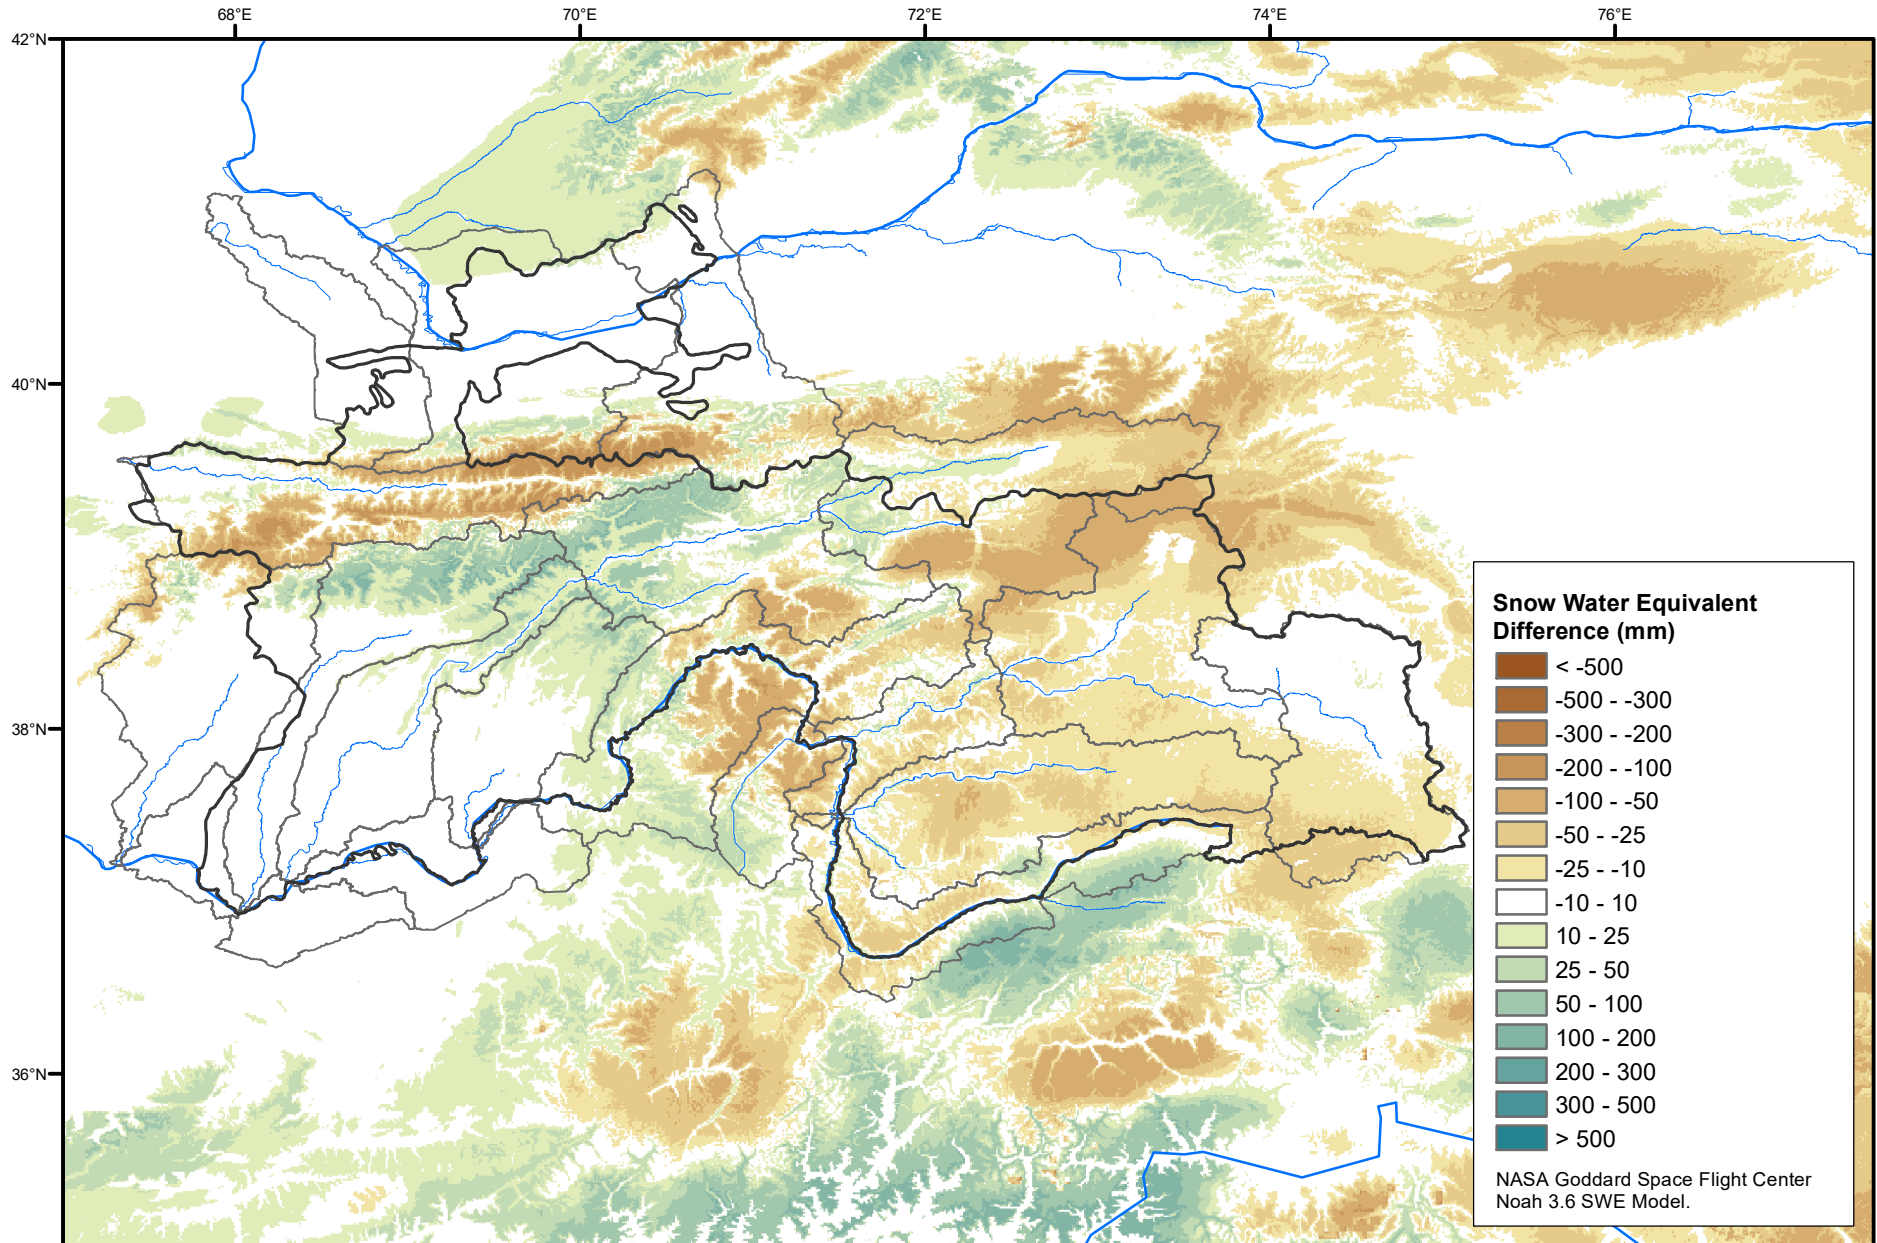 68°E 70°E 72°E 74°E 76°E
42°N
40°N
38°N
36°N
Snow Water Equivalent
Difference (mm)
< -500
-500 - -300
-300 - -200
-200 - -100
-100 - -50
-50 - -25
-25 - -10
-10 - 10
10 - 25
25 - 50
50 - 100
100 - 200
200 - 300
300 - 500
> 500
NASA Goddard Space Flight Center
Noah 3.6 SWE Model.